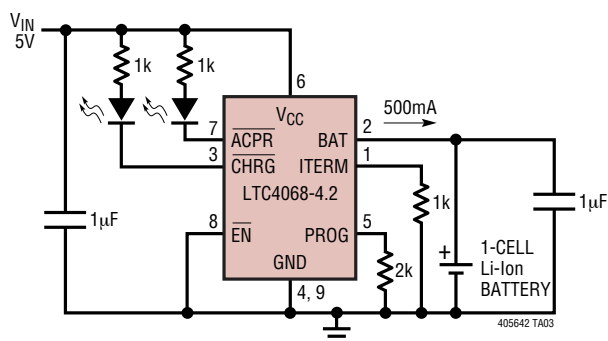 VIN
5V
1k
1k
6
VCC
500mA
7
ACPR
BAT
2
3
CHRG
ITERM
1
LTC4068-4.2
1k
1µF
1µF
8
EN
PROG
5
GND
2k
4, 9
+
1-CELL
Li-Ion
BATTERY
405642 TA03